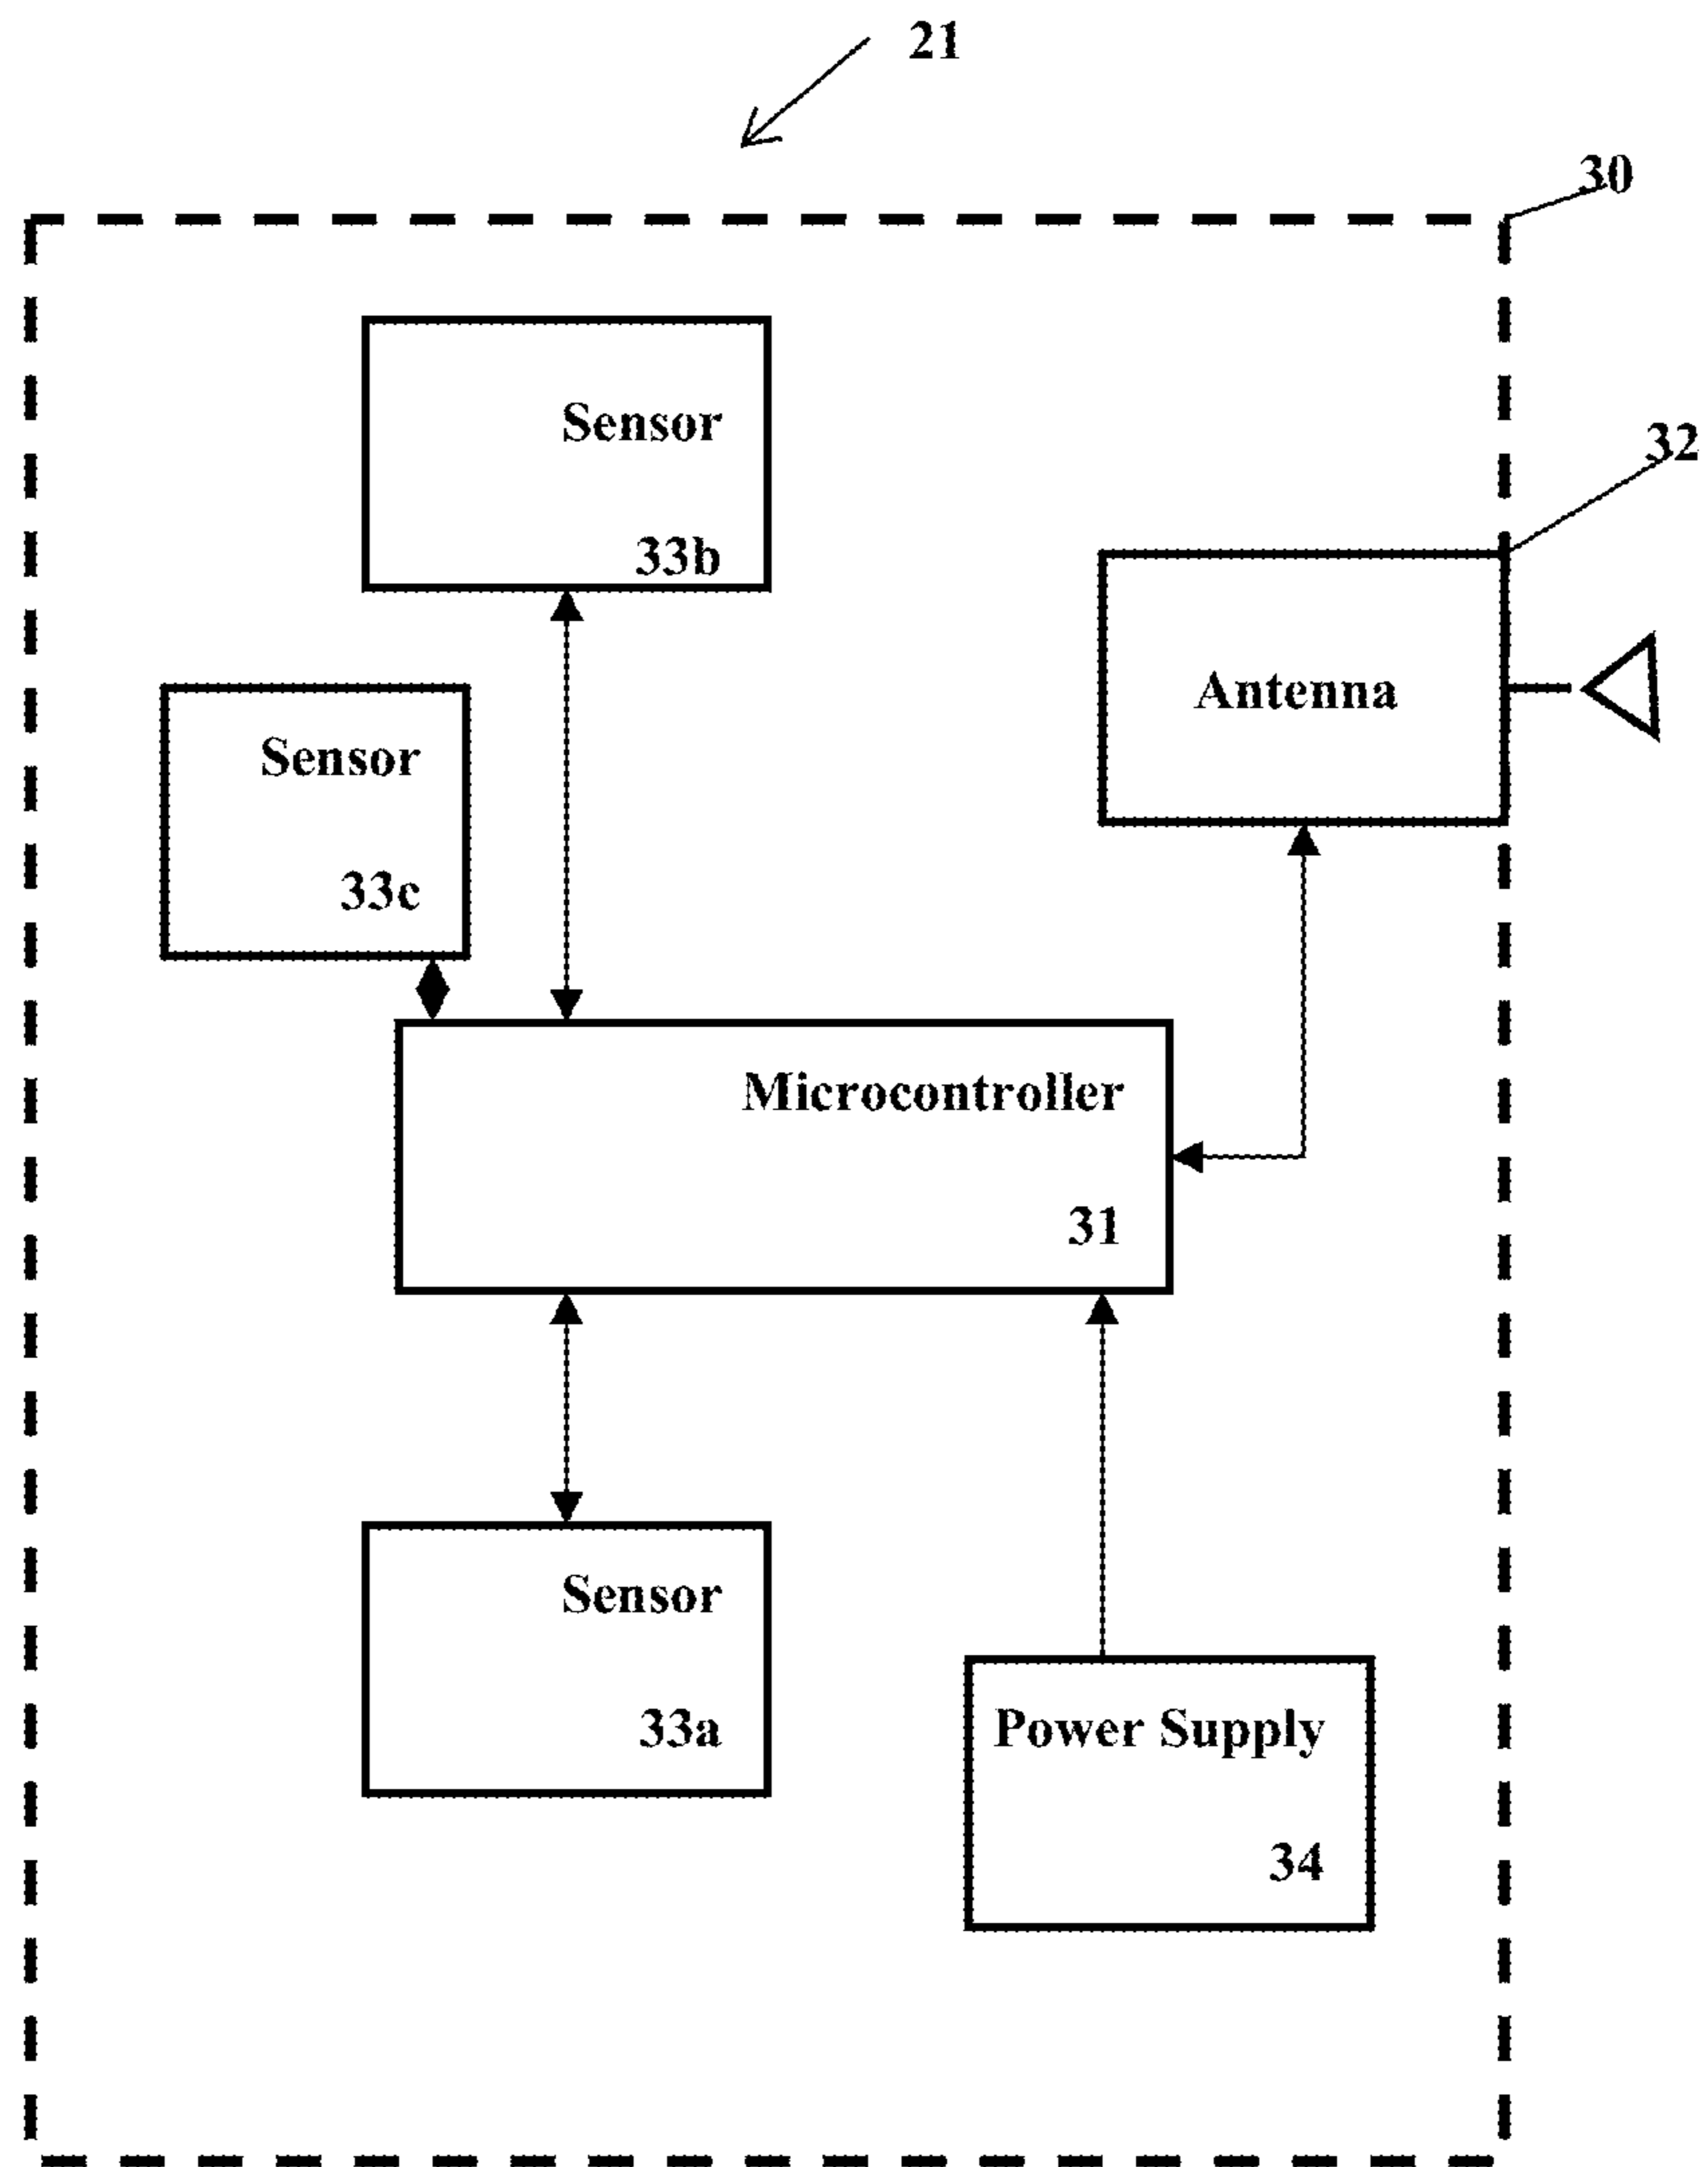 21
30
Sensor
33b
32
Antenna
Sensor
33c
Microcontroller
31
Sensor
33a
Power Supply
34